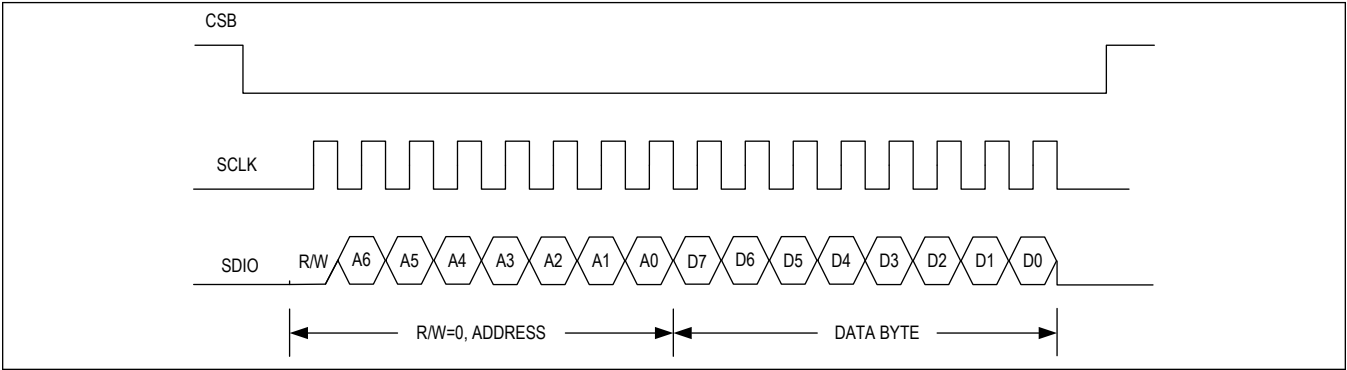 CSB
SCLK
SDIO R/W A6 A5 A4 A3 A2 A1 A0 D7 D6 D5 D4 D3 D2 D1 D0
R/W=0, ADDRESS DATA BYTE